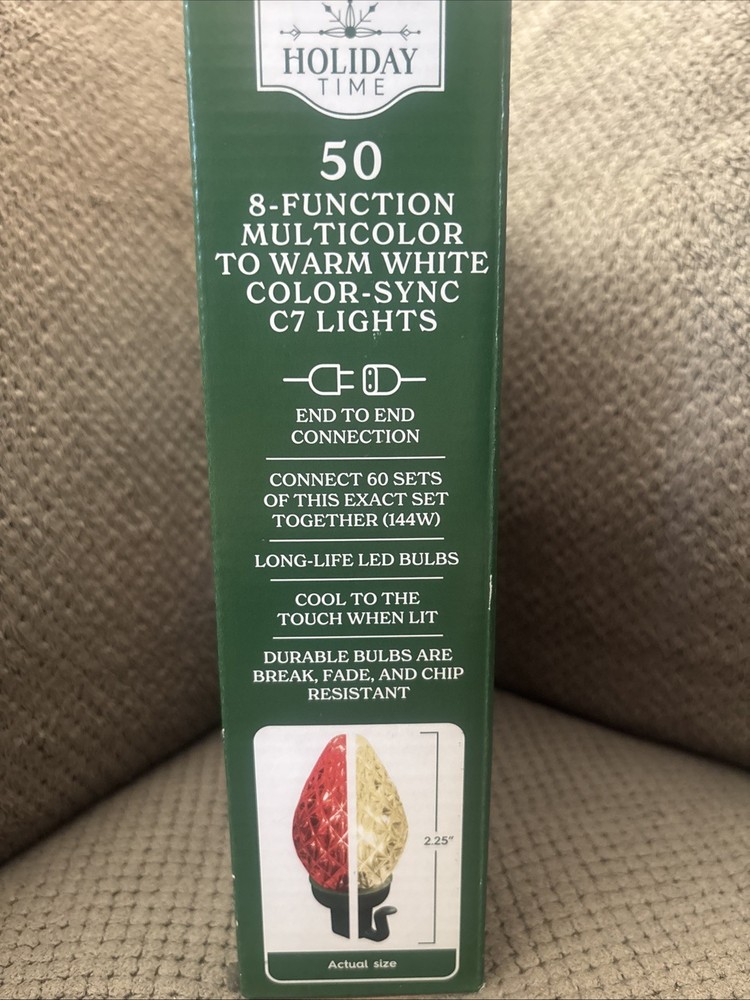 HOLIDAY
TIME
50
8-FUNCTION
MULTICOLOR
TO WARM WHITE
COLOR-SYNC
C7 LIGHTS
END TO END
CONNECTION
CONNECT 60 SETS
OF THIS EXACT SET
TOGETHER (144W)
LONG-LIFE LED BULBS
COOL TO THE
TOUCH WHEN LIT
DURABLE BULBS ARE
BREAK, FADE, AND CHIP
RESISTANT
2.25"
Actual size